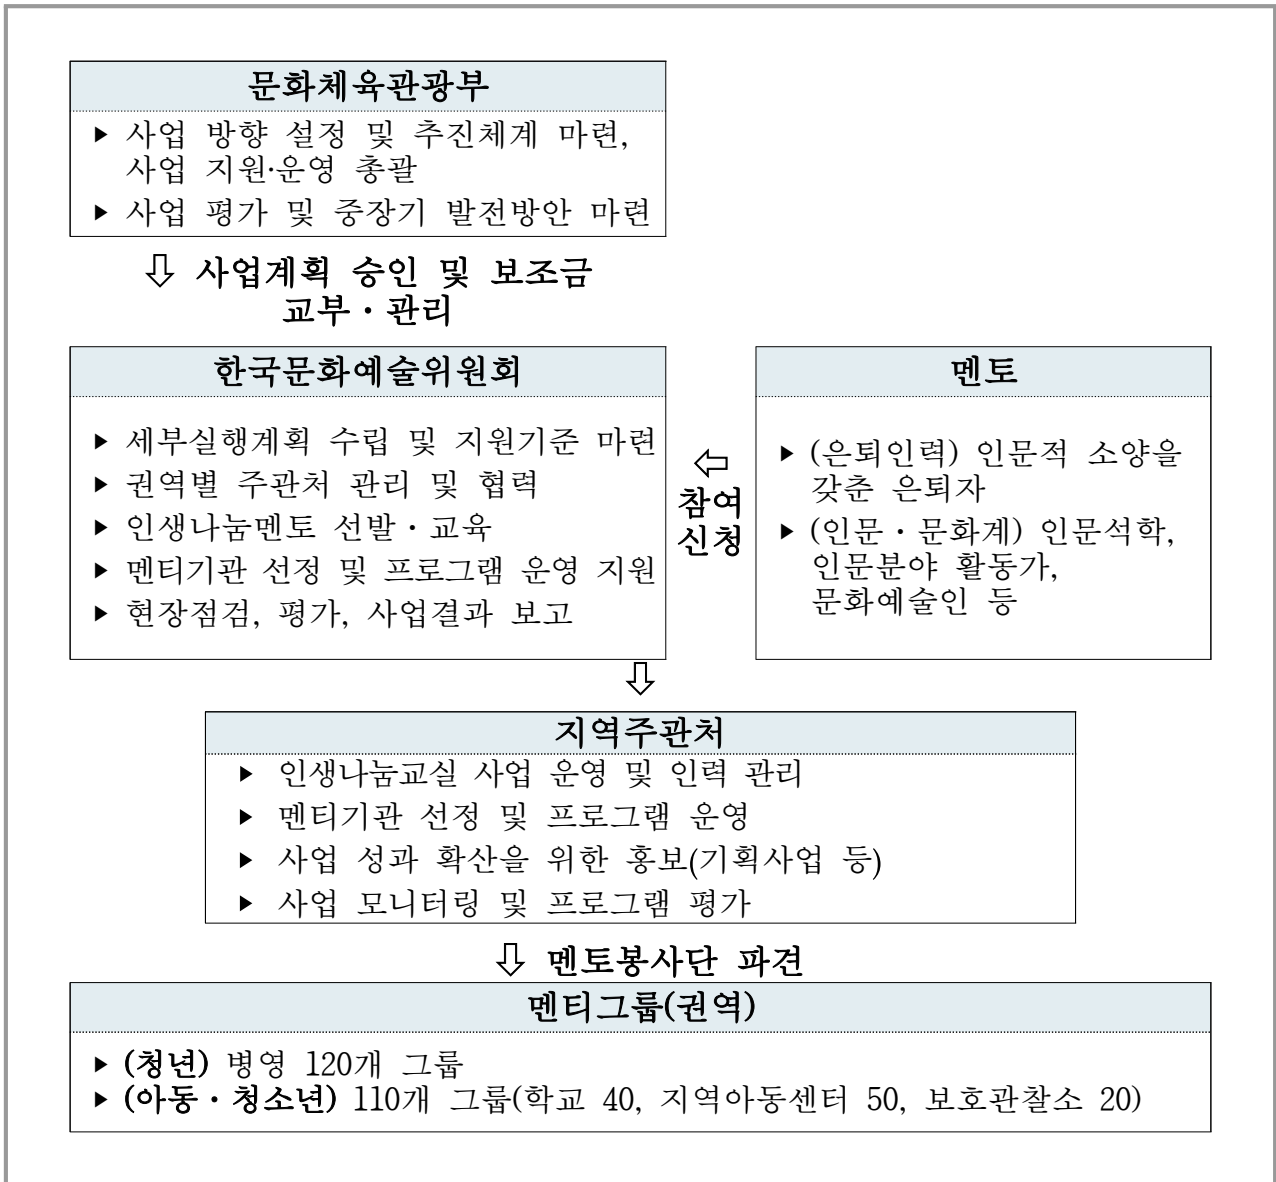 문화체육관광부
▶ 사업 방향 설정 및 추진체계 마련,
사업 지원·운영 총괄
▶ 사업 평가 및 중장기 발전방안 마련
⇩ 사업계획 승인 및 보조금
교부・관리
한국문화예술위원회
▶ 세부실행계획 수립 및 지원기준 마련
▶ 권역별 주관처 관리 및 협력
▶ 인생나눔멘토 선발・교육
▶ 멘티기관 선정 및 프로그램 운영 지원
▶ 현장점검, 평가, 사업결과 보고
⇦
참여
신청
멘토
▶ (은퇴인력) 인문적 소양을
갖춘 은퇴자
▶ (인문・문화계) 인문석학,
인문분야 활동가,
문화예술인 등
⇩
지역주관처
▶ 인생나눔교실 사업 운영 및 인력 관리
▶ 멘티기관 선정 및 프로그램 운영
▶ 사업 성과 확산을 위한 홍보(기획사업 등)
▶ 사업 모니터링 및 프로그램 평가
⇩ 멘토봉사단 파견
멘티그룹(권역)
▶ (청년) 병영 120개 그룹
▶ (아동・청소년) 110개 그룹(학교 40, 지역아동센터 50, 보호관찰소 20)